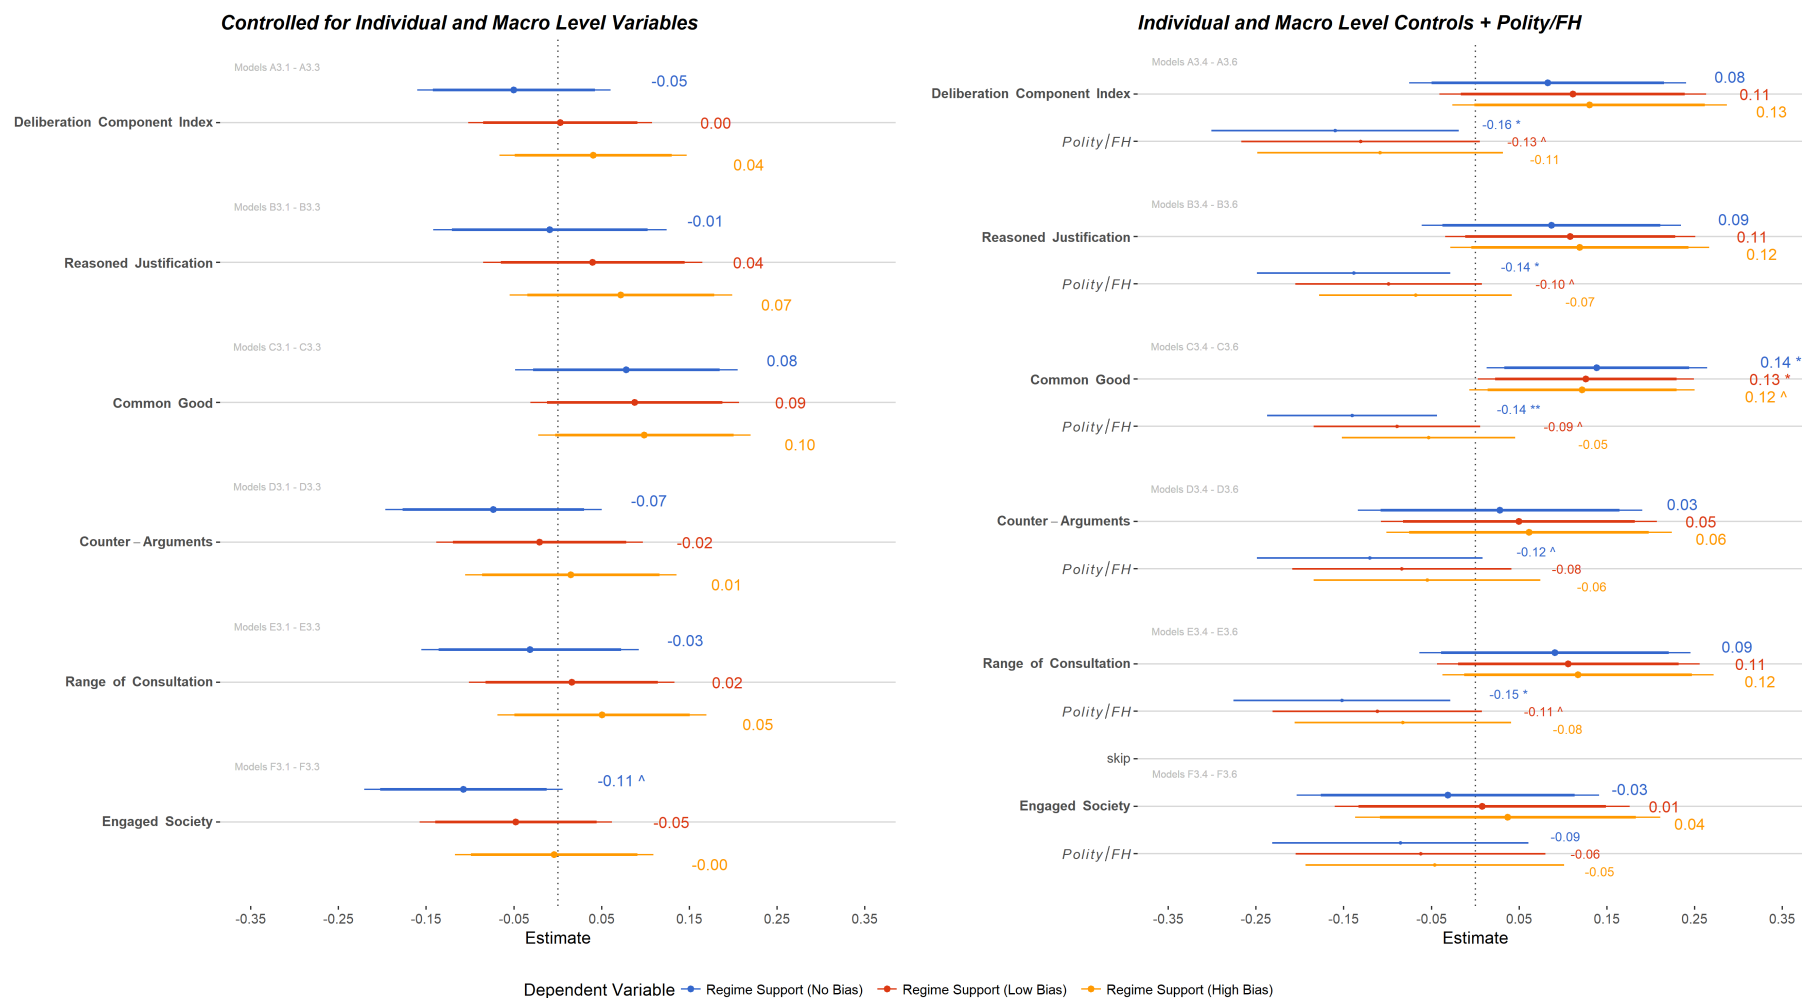 Controlled for Individual and Macro Level Variables
Models A3.1 - A3.3
-0.05
Deliberation Component Index
0.00
0.04
Models B3.1 - B3.3
-0.01
Reasoned Justification
0.04
0.07
Models C3.1 - C3.3
0.08
Common Good
0.09
0.10
Models D3.1 - D3.3
-0.07
Counter–Arguments
-0.02
0.01
Models E3.1 - E3.3
-0.03
Range of Consultation
0.02
0.05
Models F3.1 - F3.3
-0.11 ^
Engaged Society
-0.05
-0.00
-0.35 -0.25 -0.15 -0.05 0.05 0.15 0.25 0.35
Estimate
Individual and Macro Level Controls + Polity/FH
Models A3.4 - A3.6
0.08
Deliberation Component Index
0.11
0.13
-0.16 *
Polity/FH
-0.13 ^
-0.11
Models B3.4 - B3.6
0.09
Reasoned Justification
0.11
0.12
-0.14 *
Polity/FH
-0.10 ^
-0.07
Models C3.4 - C3.6
0.14 *
Common Good
0.13 *
0.12 ^
-0.14 **
Polity/FH
-0.09 ^
-0.05
Models D3.4 - D3.6
0.03
Counter–Arguments
0.05
0.06
-0.12 ^
Polity/FH
-0.08
-0.06
Models E3.4 - E3.6
0.09
Range of Consultation
0.11
0.12
-0.15 *
Polity/FH
-0.11 ^
-0.08
skip
Models F3.4 - F3.6
-0.03
Engaged Society
0.01
0.04
-0.09
Polity/FH
-0.06
-0.05
-0.35 -0.25 -0.15 -0.05 0.05 0.15 0.25 0.35
Estimate
Dependent Variable Regime Support (No Bias) Regime Support (Low Bias) Regime Support (High Bias)